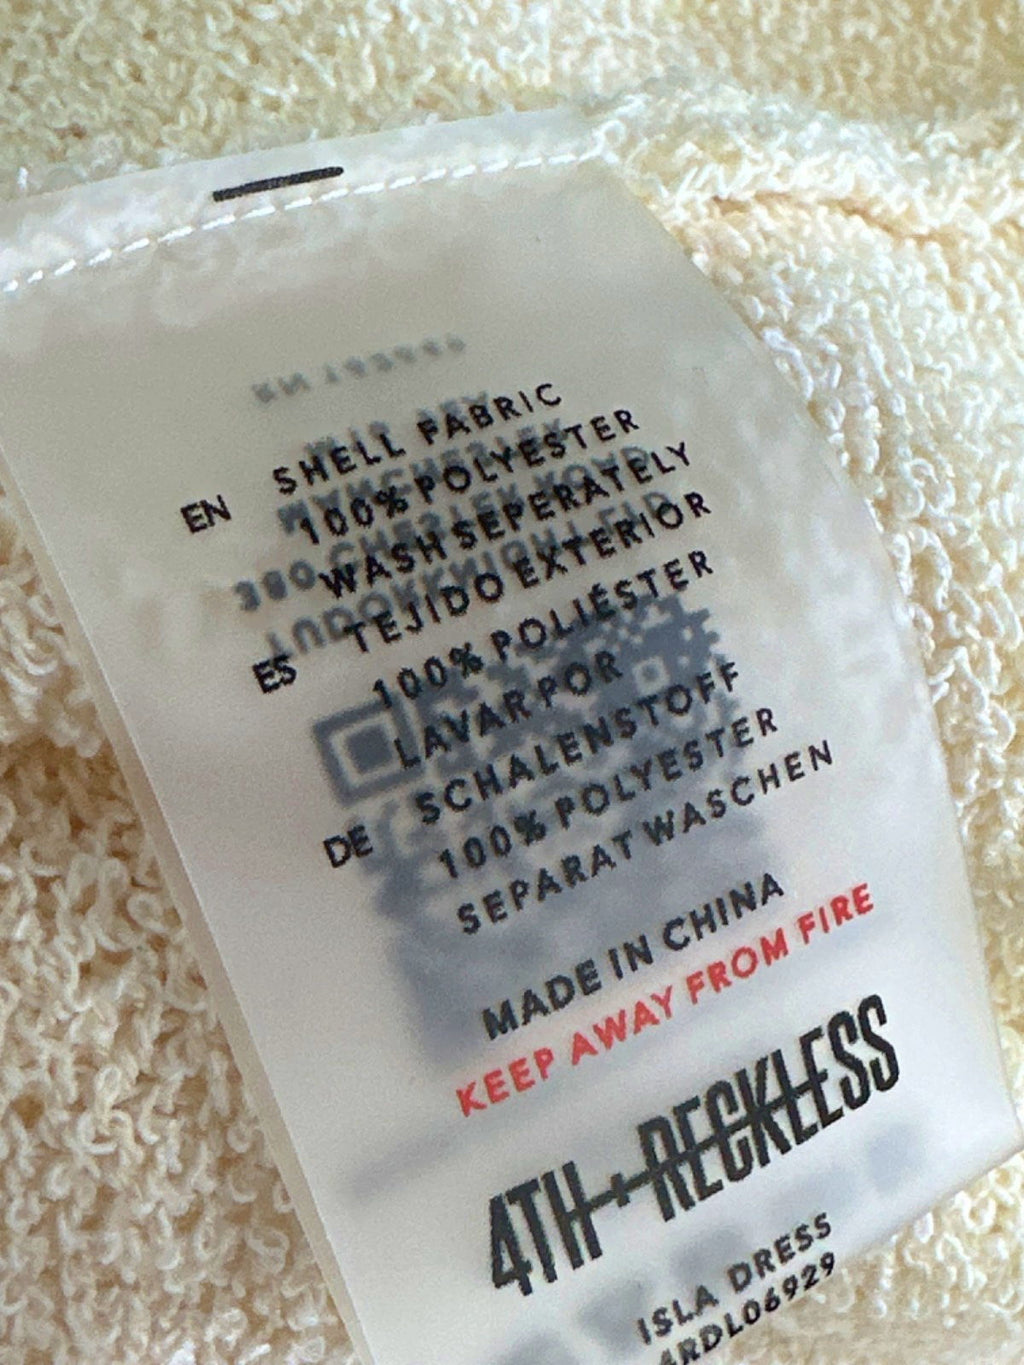 EN
SHELL FABRIC
100% POLYESTER
WASH SEPERATELY
ES
TEJIDO EXTERIOR
100% POLIÉSTER
LAVAR POR
DE
SCHALENSTOFF
100% POLYESTER
SEPARAT WASCHEN
MADE IN CHINA
KEEP AWAY FROM FIRE
4TH+RECKLESS
ISLA DRESS
4RDL06929